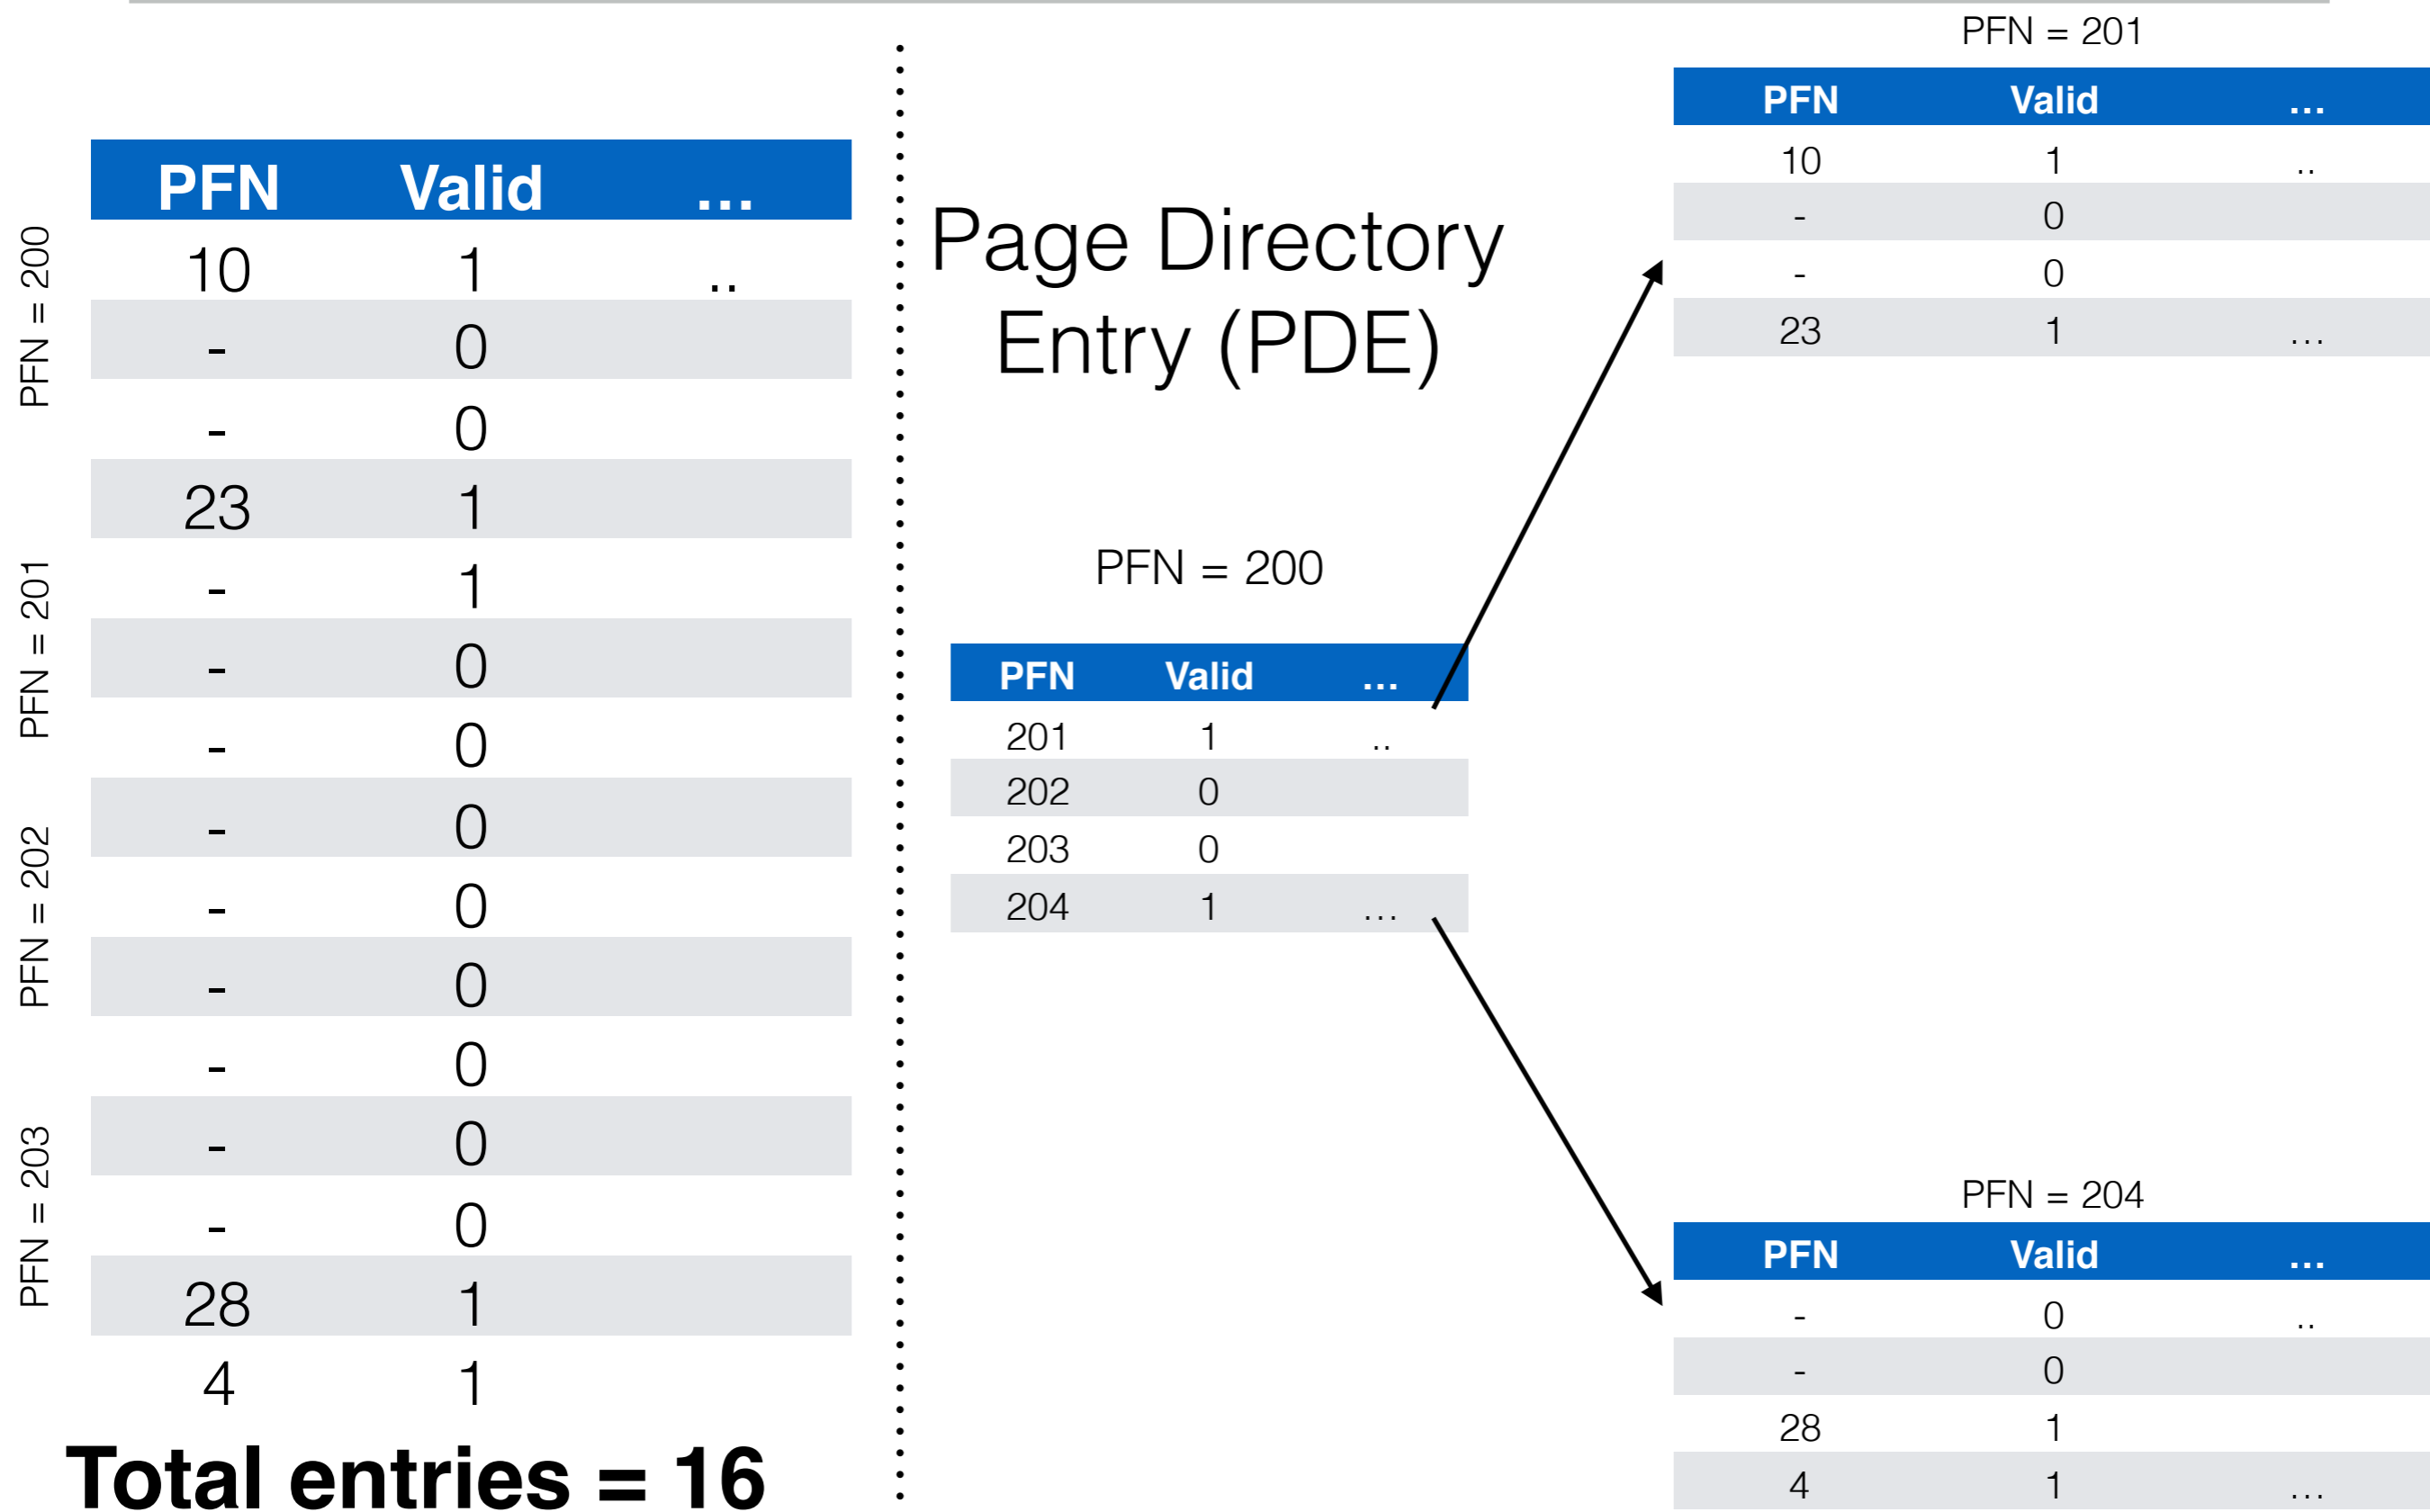 PFN Valid ...
10 1 ..
- 0
- 0
23 1
- 1
- 0
- 0
- 0
- 0
- 0
- 0
- 0
- 0
28 1
4 1
PFN = 200
PFN = 201
PFN = 202
PFN = 203
Total entries = 16
Page Directory
Entry (PDE)
PFN = 200
PFN Valid ...
201 1 ..
202 0
203 0
204 1 ...
PFN = 201
PFN Valid ...
10 1 ..
- 0
- 0
23 1 ...
PFN = 204
PFN Valid ...
- 0 ..
- 0
28 1
4 1 ...